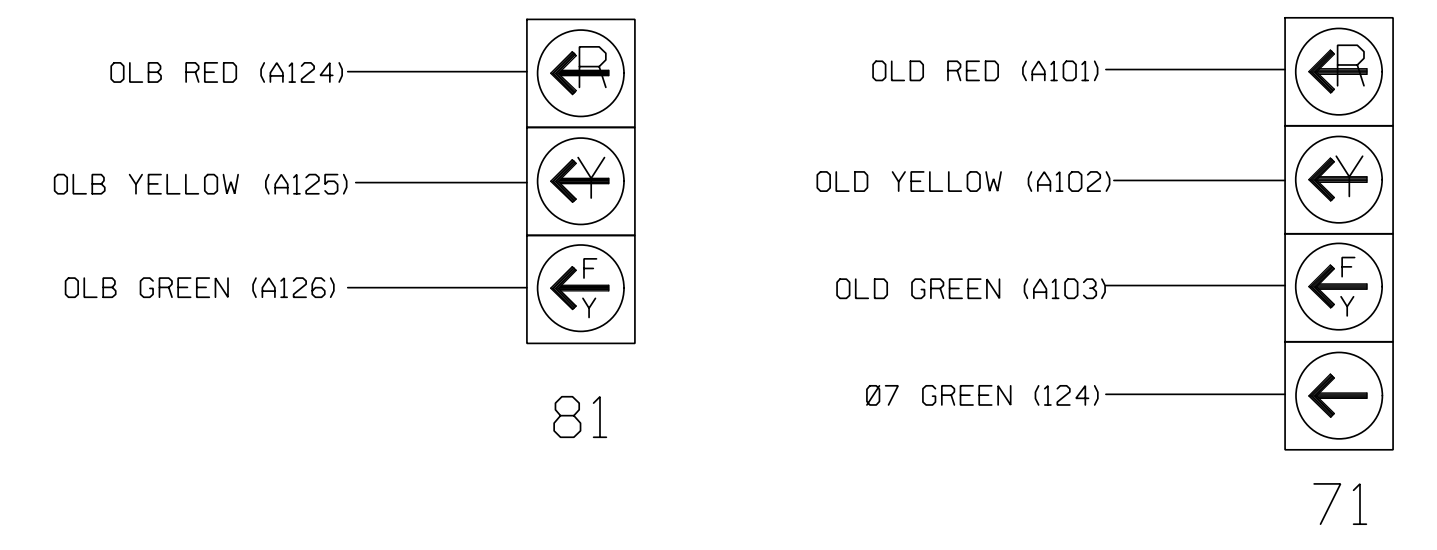 OLB RED (A124)
R
OLB YELLOW (A125)
Y
OLB GREEN (A126)
F
Y
81
OLD RED (A101)
R
OLD YELLOW (A102)
Y
OLD GREEN (A103)
F
Y
Ø7 GREEN (124)
71